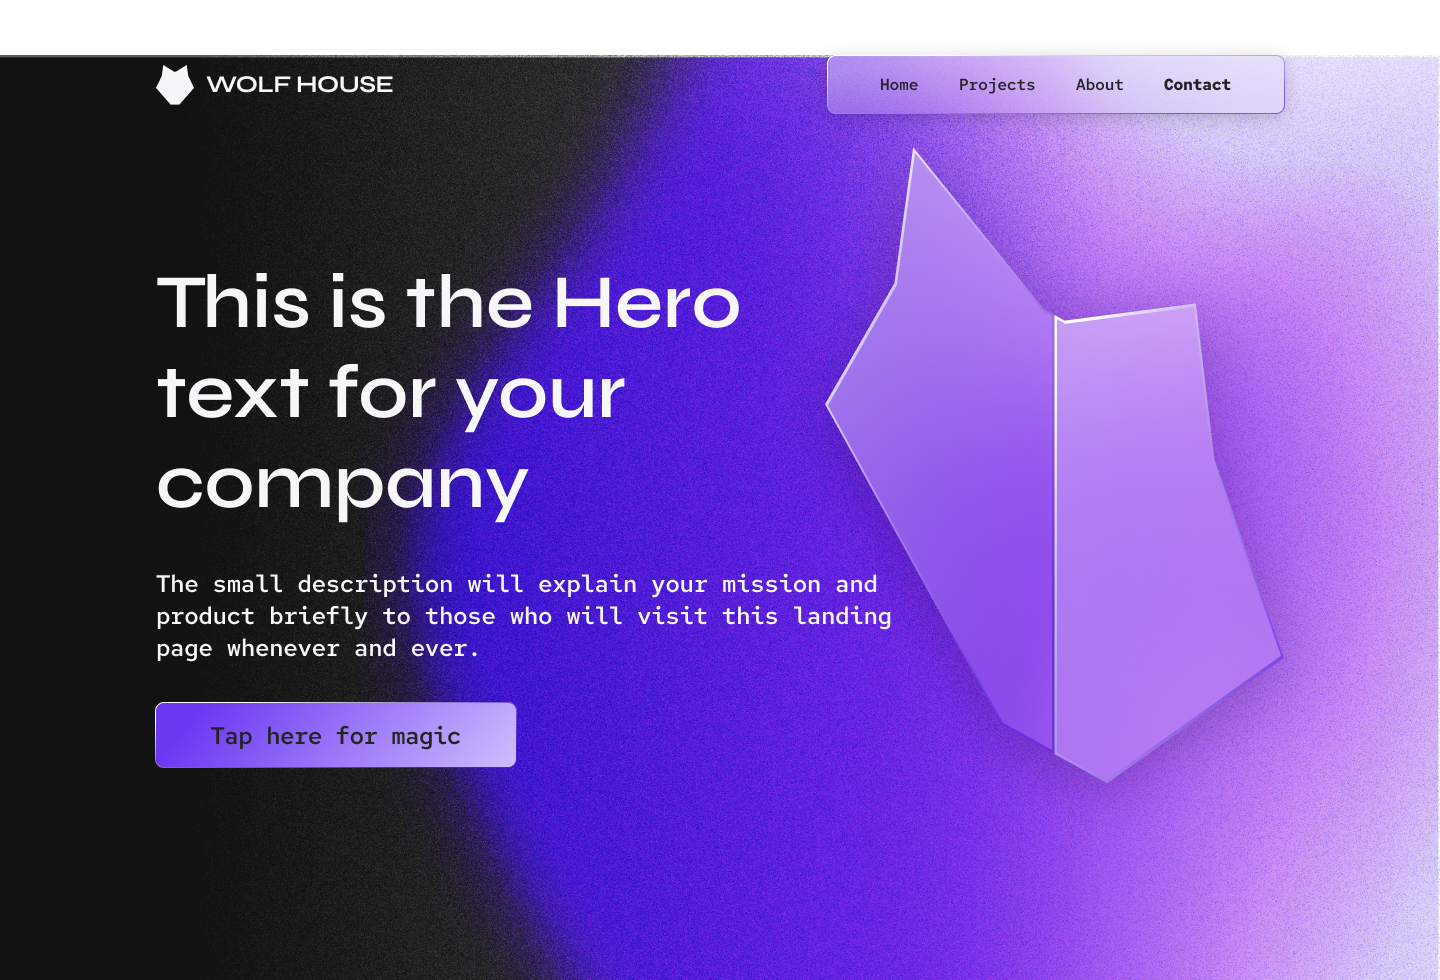 WOLF HOUSE
Home Projects About Contact
This is the Hero
text for your
company
The small description will explain your mission and
product briefly to those who will visit this landing
page whenever and ever.
Tap here for magic